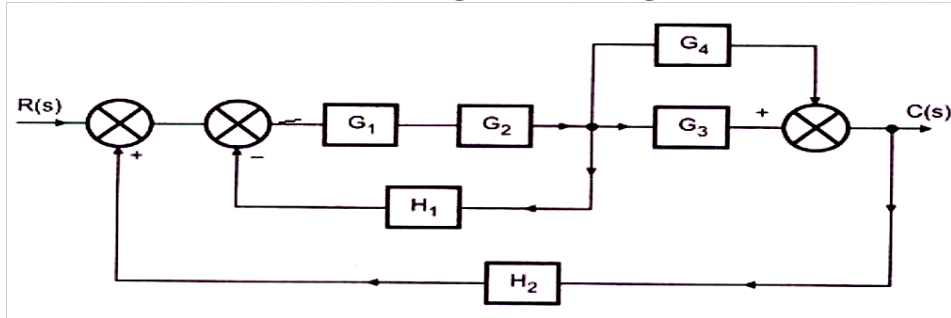 G₄
R(s) G₁ G₂ G₃ + C(s)
+ −
H₁
H₂